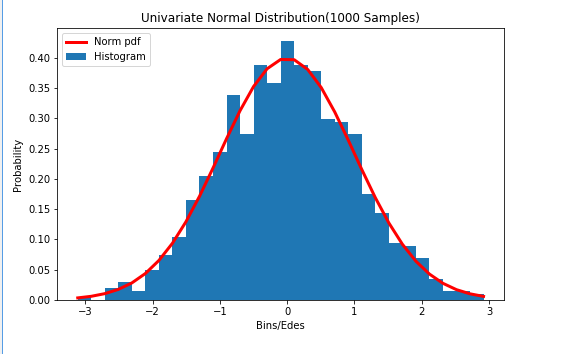 Univariate Normal Distribution(1000 Samples)
Norm pdf
Histogram
0.40
0.35
0.30
0.25
0.20
0.15
0.10
0.05
0.00
Probability
−3 −2 −1 0 1 2 3
Bins/Edes